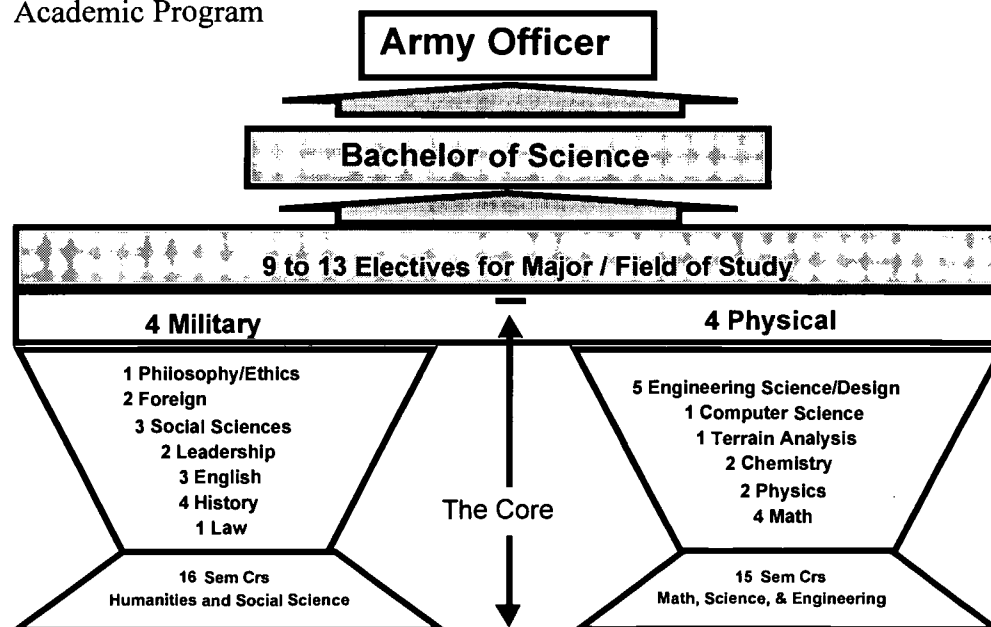 Academic Program
Army Officer
Bachelor of Science
9 to 13 Electives for Major / Field of Study
4 Military
4 Physical
1 Philosophy/Ethics
2 Foreign
3 Social Sciences
2 Leadership
3 English
4 History
1 Law
16 Sem Crs
Humanities and Social Science
The Core
5 Engineering Science/Design
1 Computer Science
1 Terrain Analysis
2 Chemistry
2 Physics
4 Math
15 Sem Crs
Math, Science, & Engineering